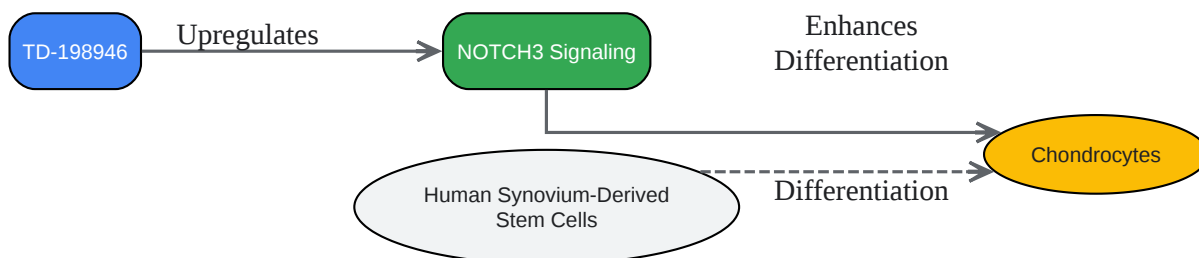 TD-198946
Upregulates
NOTCH3 Signaling
Enhances
Differentiation
Chondrocytes
Human Synovium-Derived
Stem Cells
Differentiation